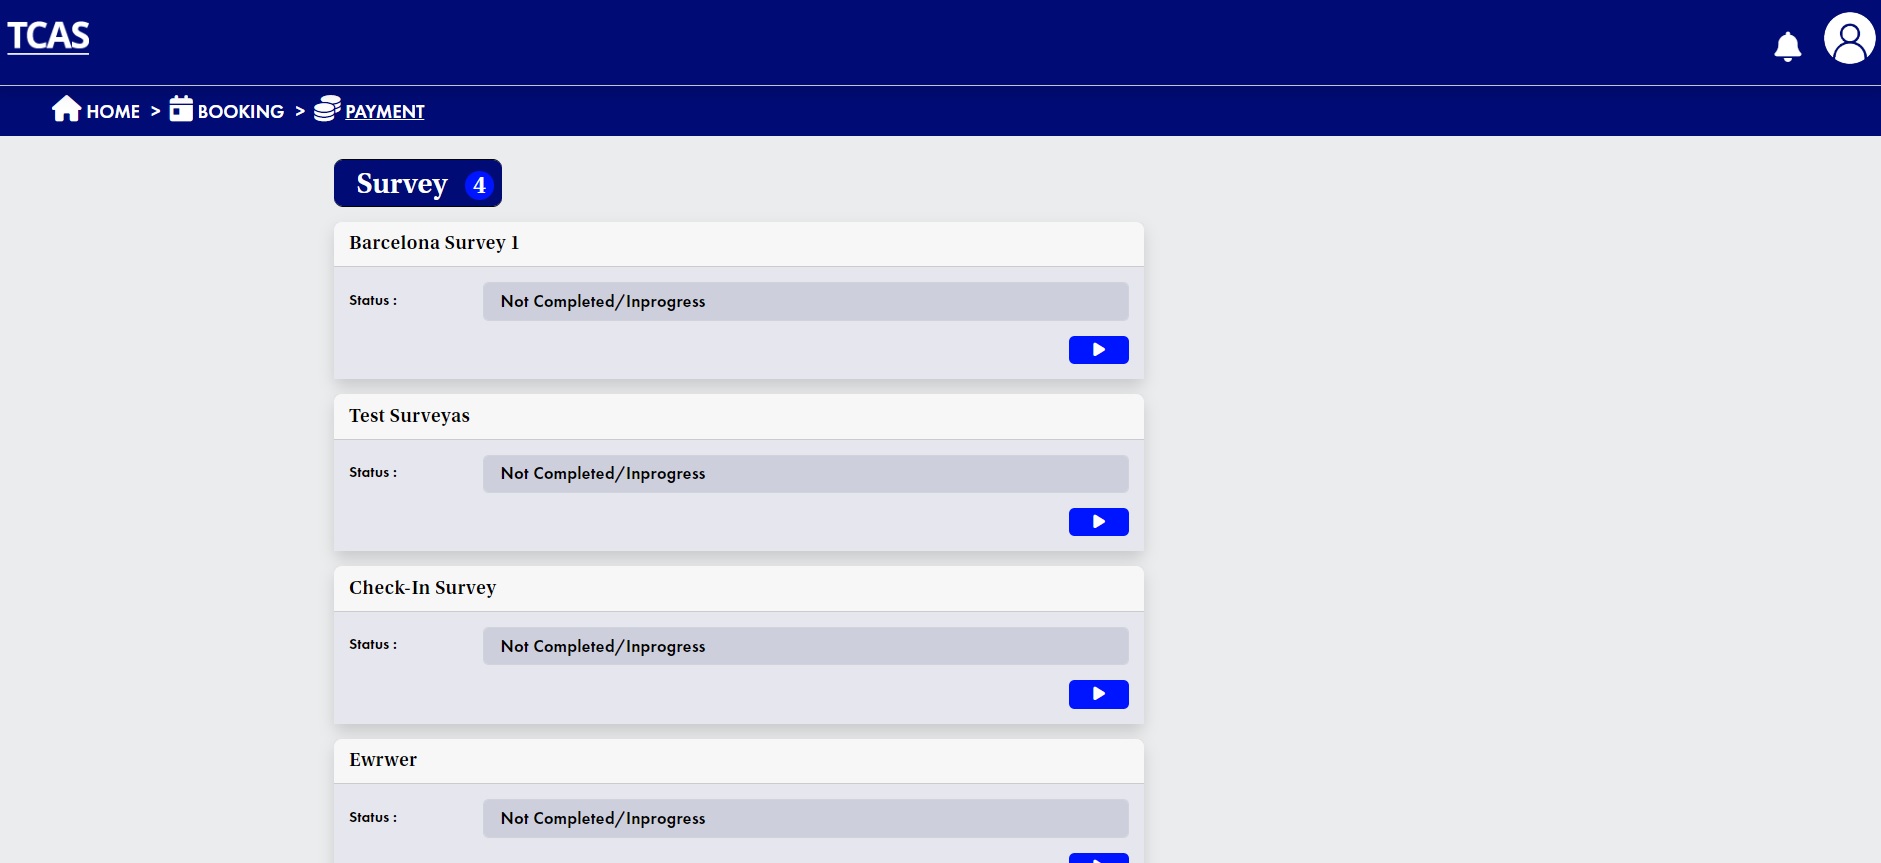 TCAS
HOME > BOOKING > PAYMENT
Survey 4
Barcelona Survey 1
Status : Not Completed/Inprogress
Test Surveyas
Status : Not Completed/Inprogress
Check-In Survey
Status : Not Completed/Inprogress
Ewrwer
Status : Not Completed/Inprogress